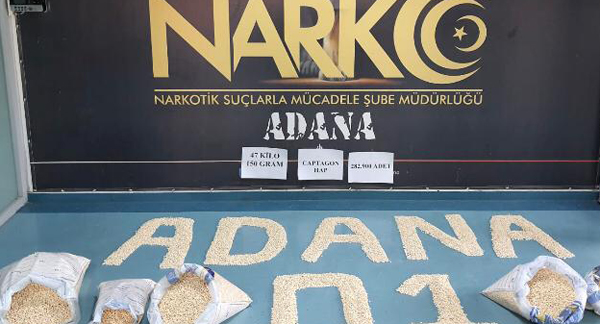 NARKO
NARKOTİK SUÇLARLA MÜCADELE ŞUBE MÜDÜRLÜĞÜ
ADANA
47 KİLO
150 GRAM
CAPTAGON
HAP
282.900 ADET
ADANA
01